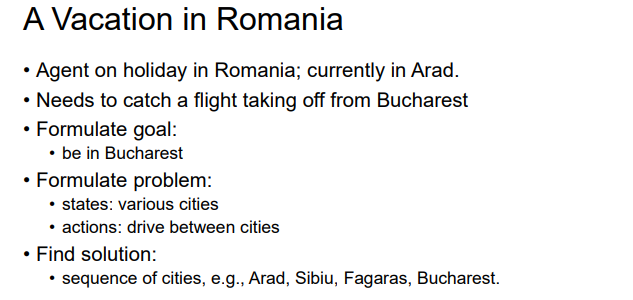 A Vacation in Romania
• Agent on holiday in Romania; currently in Arad.
• Needs to catch a flight taking off from Bucharest
• Formulate goal:
• be in Bucharest
• Formulate problem:
• states: various cities
• actions: drive between cities
• Find solution:
• sequence of cities, e.g., Arad, Sibiu, Fagaras, Bucharest.